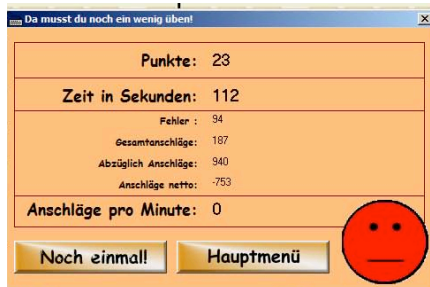 Da musst du noch ein wenig üben!
Punkte: 23
Zeit in Sekunden: 112
Fehler : 94
Gesamtanschläge: 187
Abzüglich Anschläge: 940
Anschläge netto: -753
Anschläge pro Minute: 0
Noch einmal! Hauptmenü